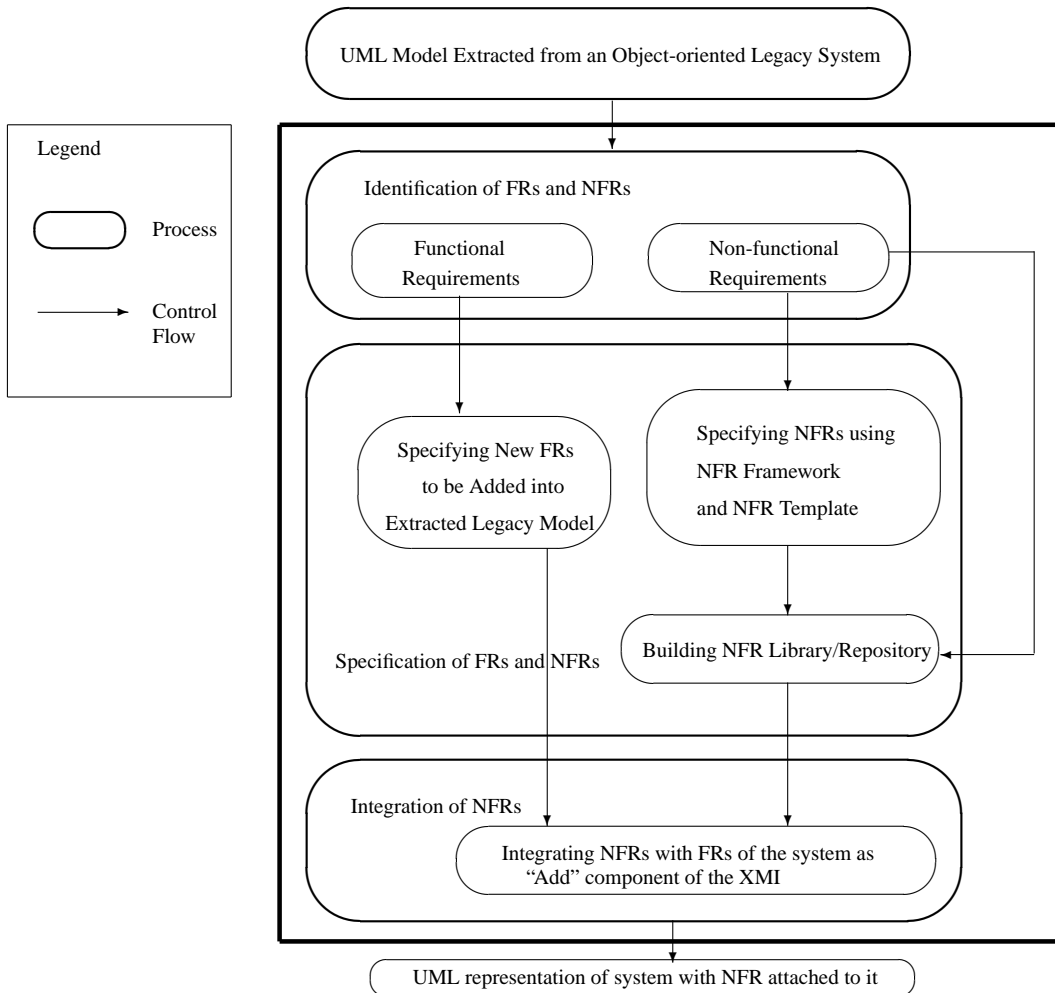 UML Model Extracted from an Object-oriented Legacy System
Legend
Process
Control
Flow
Identification of FRs and NFRs
Functional
Requirements
Non-functional
Requirements
Specifying New FRs
to be Added into
Extracted Legacy Model
Specifying NFRs using
NFR Framework
and NFR Template
Building NFR Library/Repository
Specification of FRs and NFRs
Integration of NFRs
Integrating NFRs with FRs of the system as
“Add” component of the XMI
UML representation of system with NFR attached to it